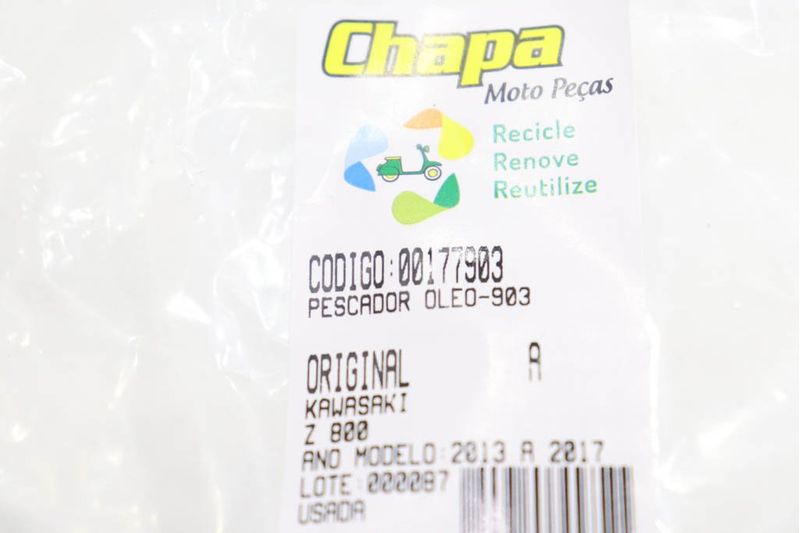 Chapa
Moto Peças
Recicle
Renove
Reutilize
CODIGO:00177903
PESCADOR OLEO-903
ORIGINAL A
KAWASAKI
Z 800
ANO MODELO:2013 A 2017
LOTE:000087
USADA